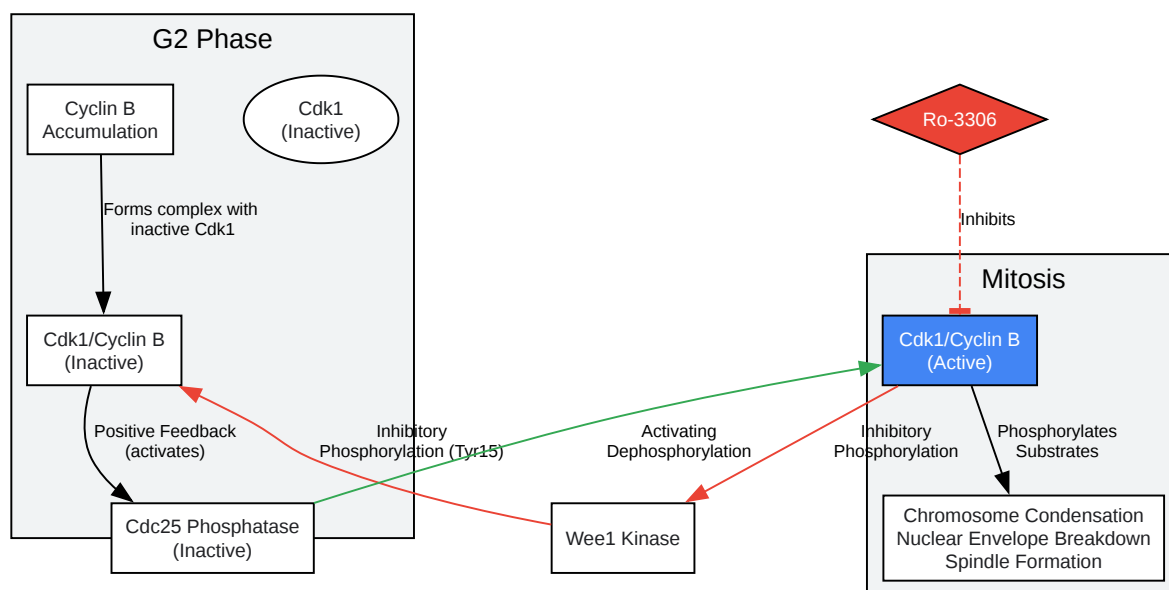 G2 Phase
Cyclin B
Accumulation
Cdk1
(Inactive)
Ro-3306
Forms complex with
inactive Cdk1
Inhibits
Mitosis
Cdk1/Cyclin B
(Inactive)
Cdk1/Cyclin B
(Active)
Positive Feedback
(activates)
Inhibitory
Phosphorylation (Tyr15)
Activating
Dephosphorylation
Inhibitory
Phosphorylation
Phosphorylates
Substrates
Cdc25 Phosphatase
(Inactive)
Wee1 Kinase
Chromosome Condensation
Nuclear Envelope Breakdown
Spindle Formation